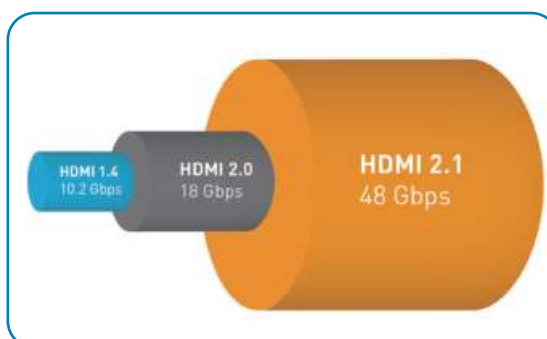 HDMI 1.4
10.2 Gbps
HDMI 2.0
18 Gbps
HDMI 2.1
48 Gbps